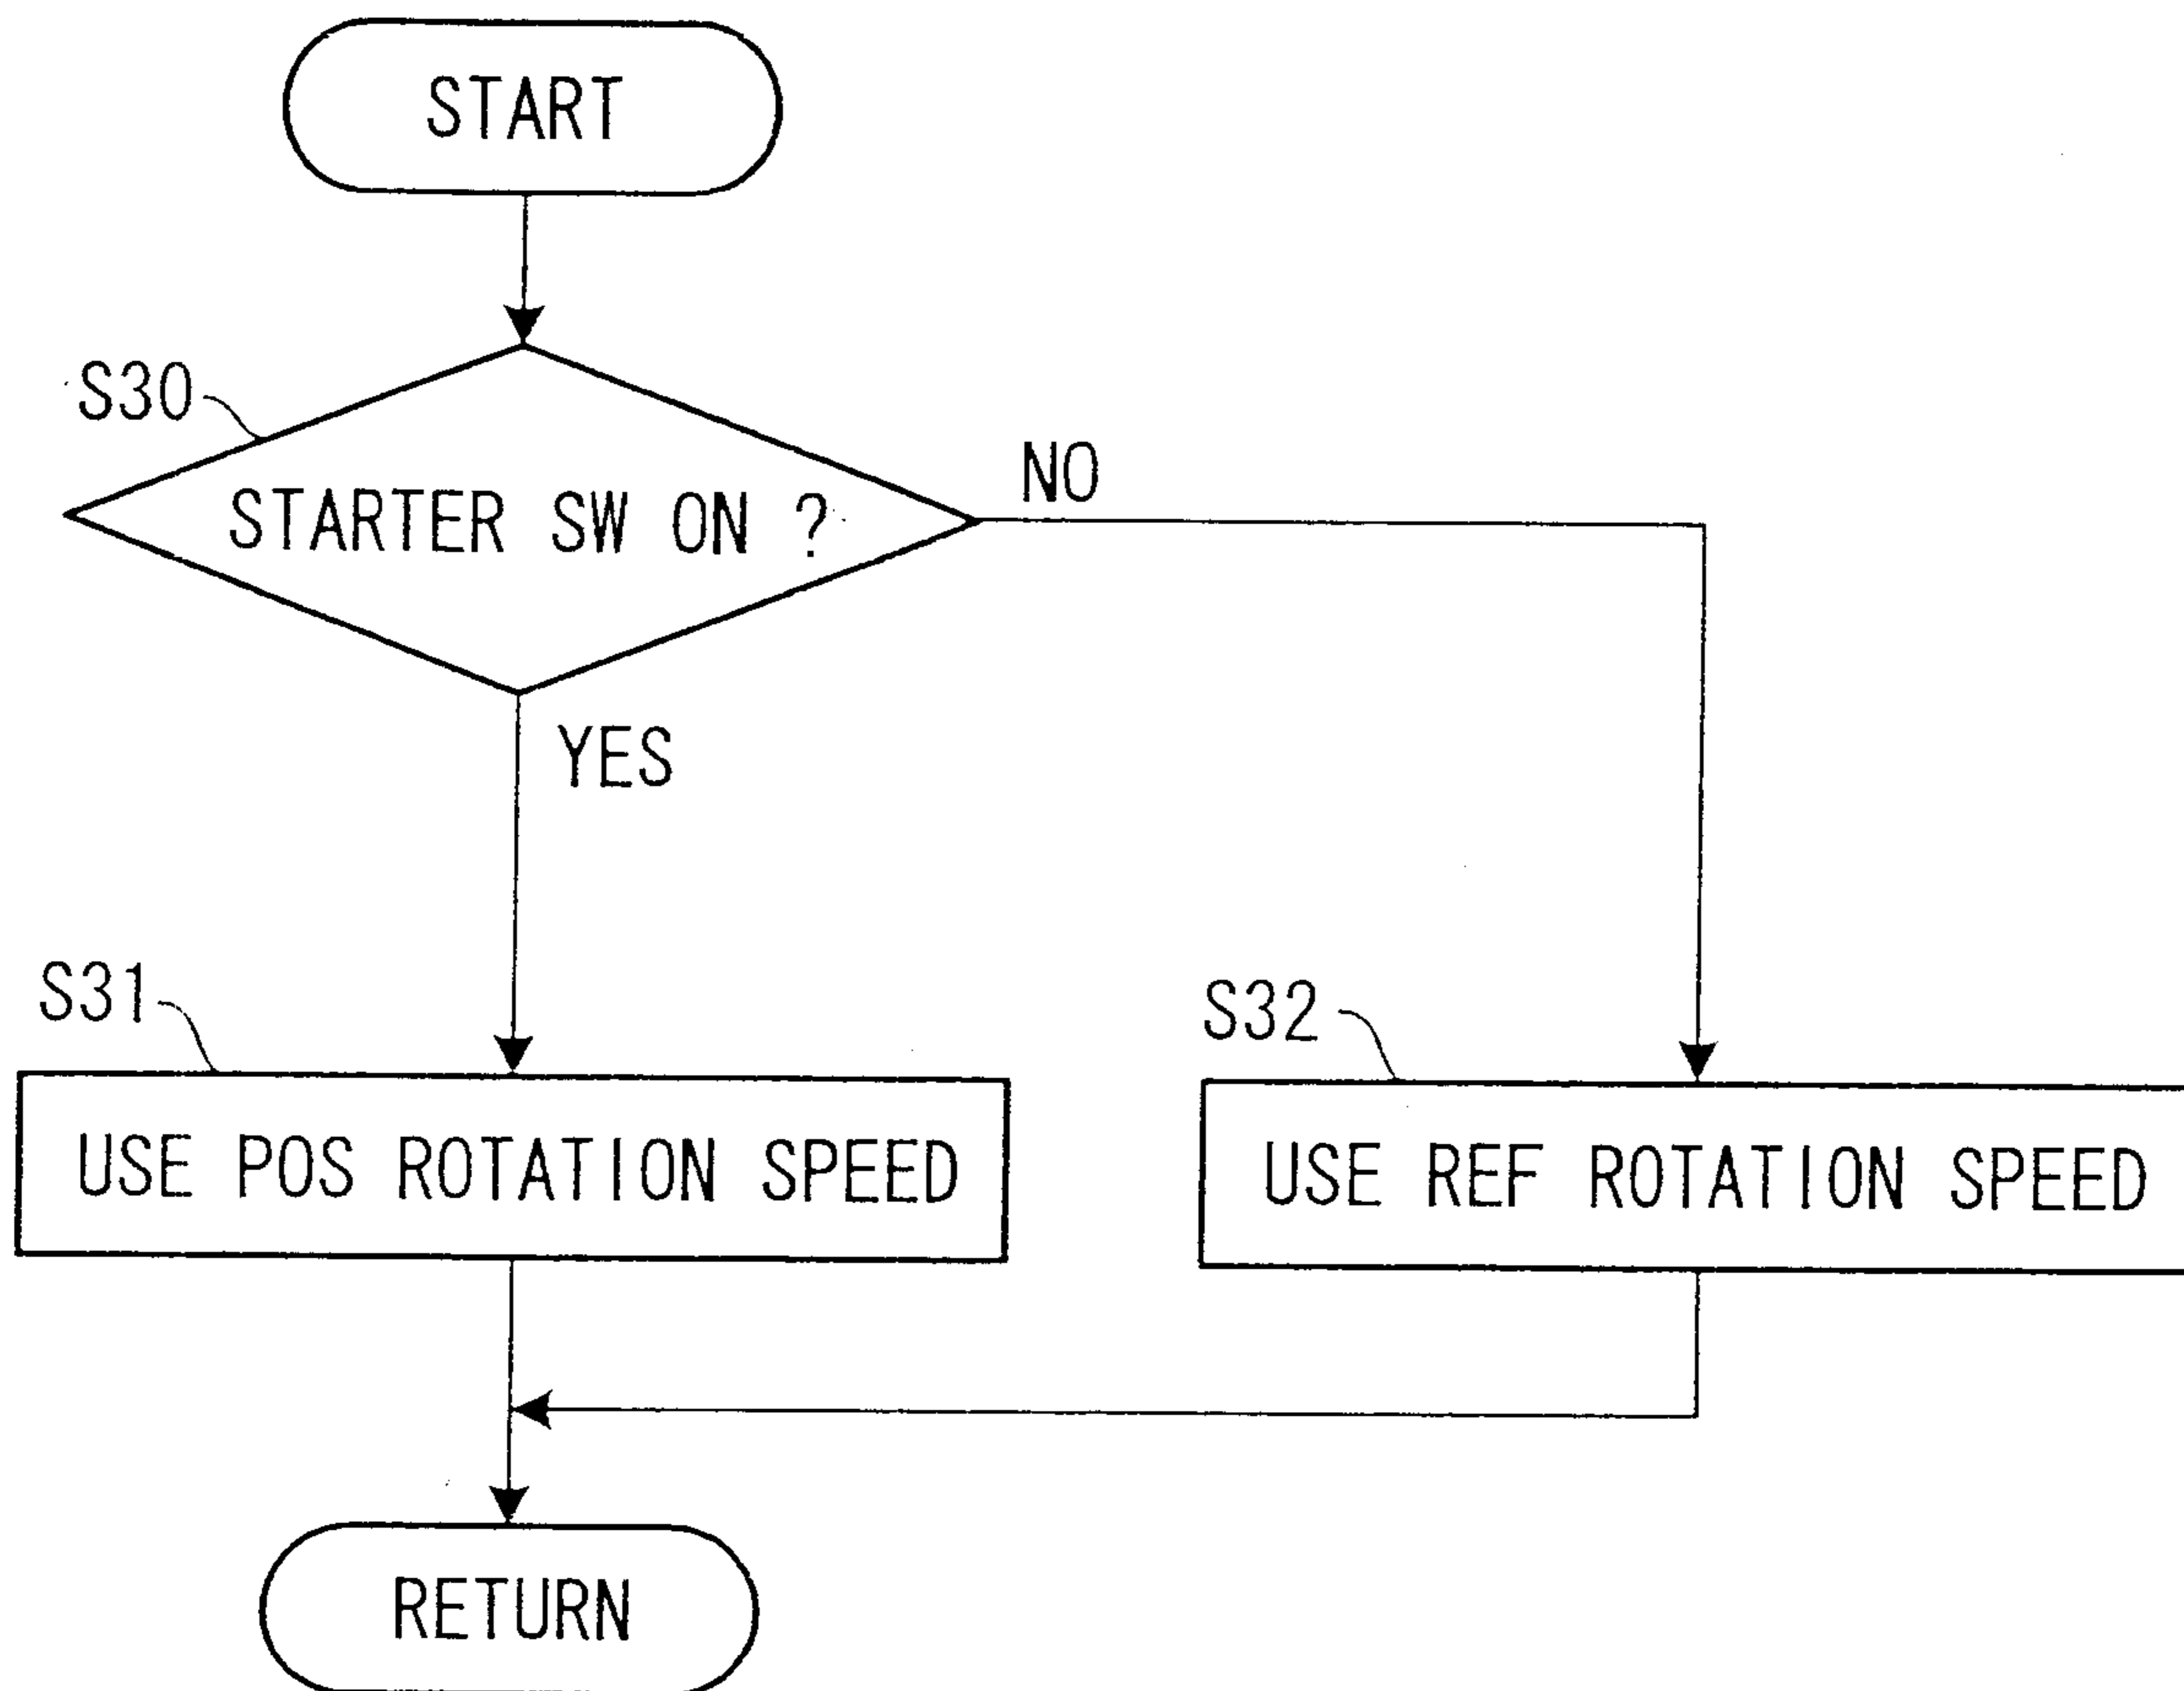 START
S30
STARTER SW ON ?
NO
YES
S31
USE POS ROTATION SPEED
S32
USE REF ROTATION SPEED
RETURN